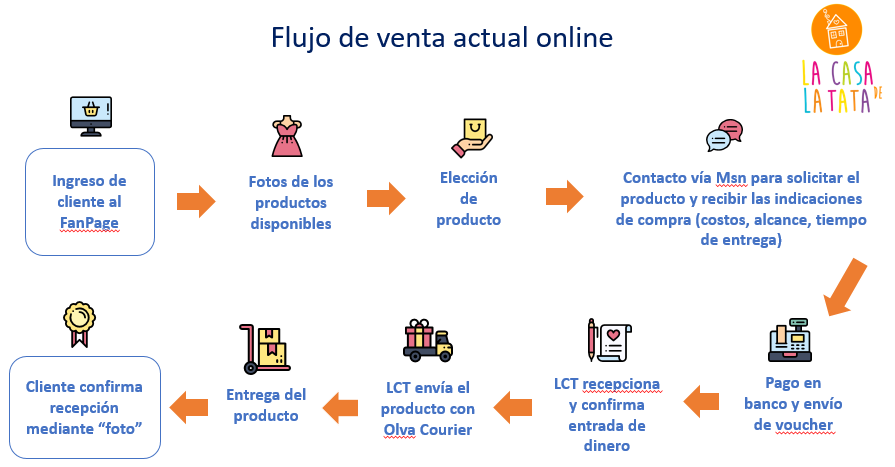 Flujo de venta actual online
LA CASA
DE
LA TATA
Ingreso de
cliente al
FanPage
Fotos de los
productos
disponibles
Elección
de
producto
Contacto vía Msn para solicitar el
producto y recibir las indicaciones
de compra (costos, alcance, tiempo
de entrega)
Pago en
banco y envío
de voucher
LCT recepciona
y confirma
entrada de
dinero
LCT envía el
producto con
Olva Courier
Entrega del
producto
Cliente confirma
recepción
mediante “foto”